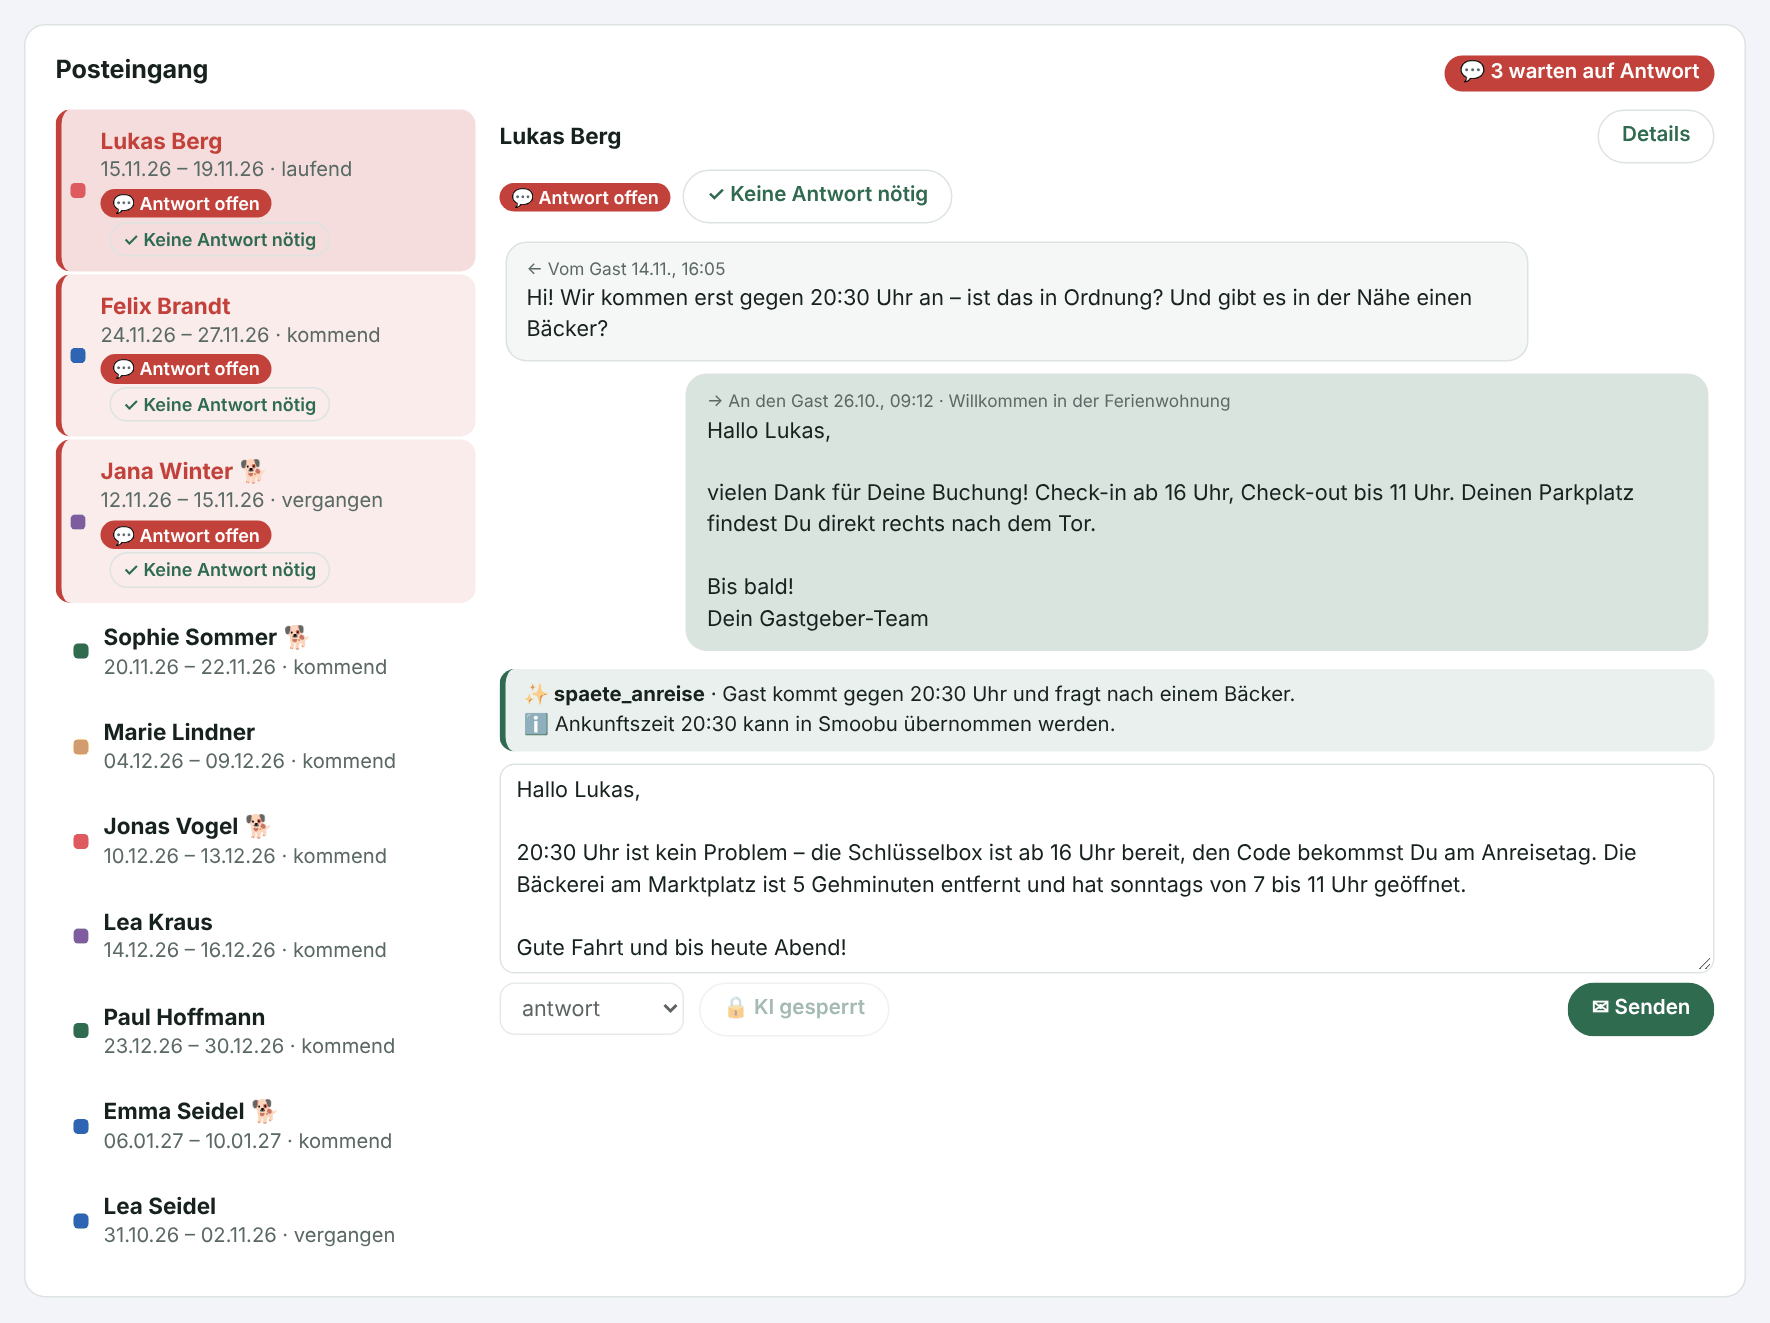 Posteingang
💬 3 warten auf Antwort
Lukas Berg
15.11.26 – 19.11.26 · laufend
💬 Antwort offen
✓ Keine Antwort nötig
Felix Brandt
24.11.26 – 27.11.26 · kommend
💬 Antwort offen
✓ Keine Antwort nötig
Jana Winter 🐕
12.11.26 – 15.11.26 · vergangen
💬 Antwort offen
✓ Keine Antwort nötig
Sophie Sommer 🐕
20.11.26 – 22.11.26 · kommend
Marie Lindner
04.12.26 – 09.12.26 · kommend
Jonas Vogel 🐕
10.12.26 – 13.12.26 · kommend
Lea Kraus
14.12.26 – 16.12.26 · kommend
Paul Hoffmann
23.12.26 – 30.12.26 · kommend
Emma Seidel 🐕
06.01.27 – 10.01.27 · kommend
Lea Seidel
31.10.26 – 02.11.26 · vergangen
Lukas Berg
Details
💬 Antwort offen
✓ Keine Antwort nötig
← Vom Gast 14.11., 16:05
Hi! Wir kommen erst gegen 20:30 Uhr an – ist das in Ordnung? Und gibt es in der Nähe einen
Bäcker?
→ An den Gast 26.10., 09:12 · Willkommen in der Ferienwohnung
Hallo Lukas,
vielen Dank für Deine Buchung! Check-in ab 16 Uhr, Check-out bis 11 Uhr. Deinen Parkplatz
findest Du direkt rechts nach dem Tor.
Bis bald!
Dein Gastgeber-Team
✨ spaete_anreise · Gast kommt gegen 20:30 Uhr und fragt nach einem Bäcker.
ℹ️ Ankunftszeit 20:30 kann in Smoobu übernommen werden.
Hallo Lukas,
20:30 Uhr ist kein Problem – die Schlüsselbox ist ab 16 Uhr bereit, den Code bekommst Du am Anreisetag. Die
Bäckerei am Marktplatz ist 5 Gehminuten entfernt und hat sonntags von 7 bis 11 Uhr geöffnet.
Gute Fahrt und bis heute Abend!
antwort
🔒 KI gesperrt
✉ Senden